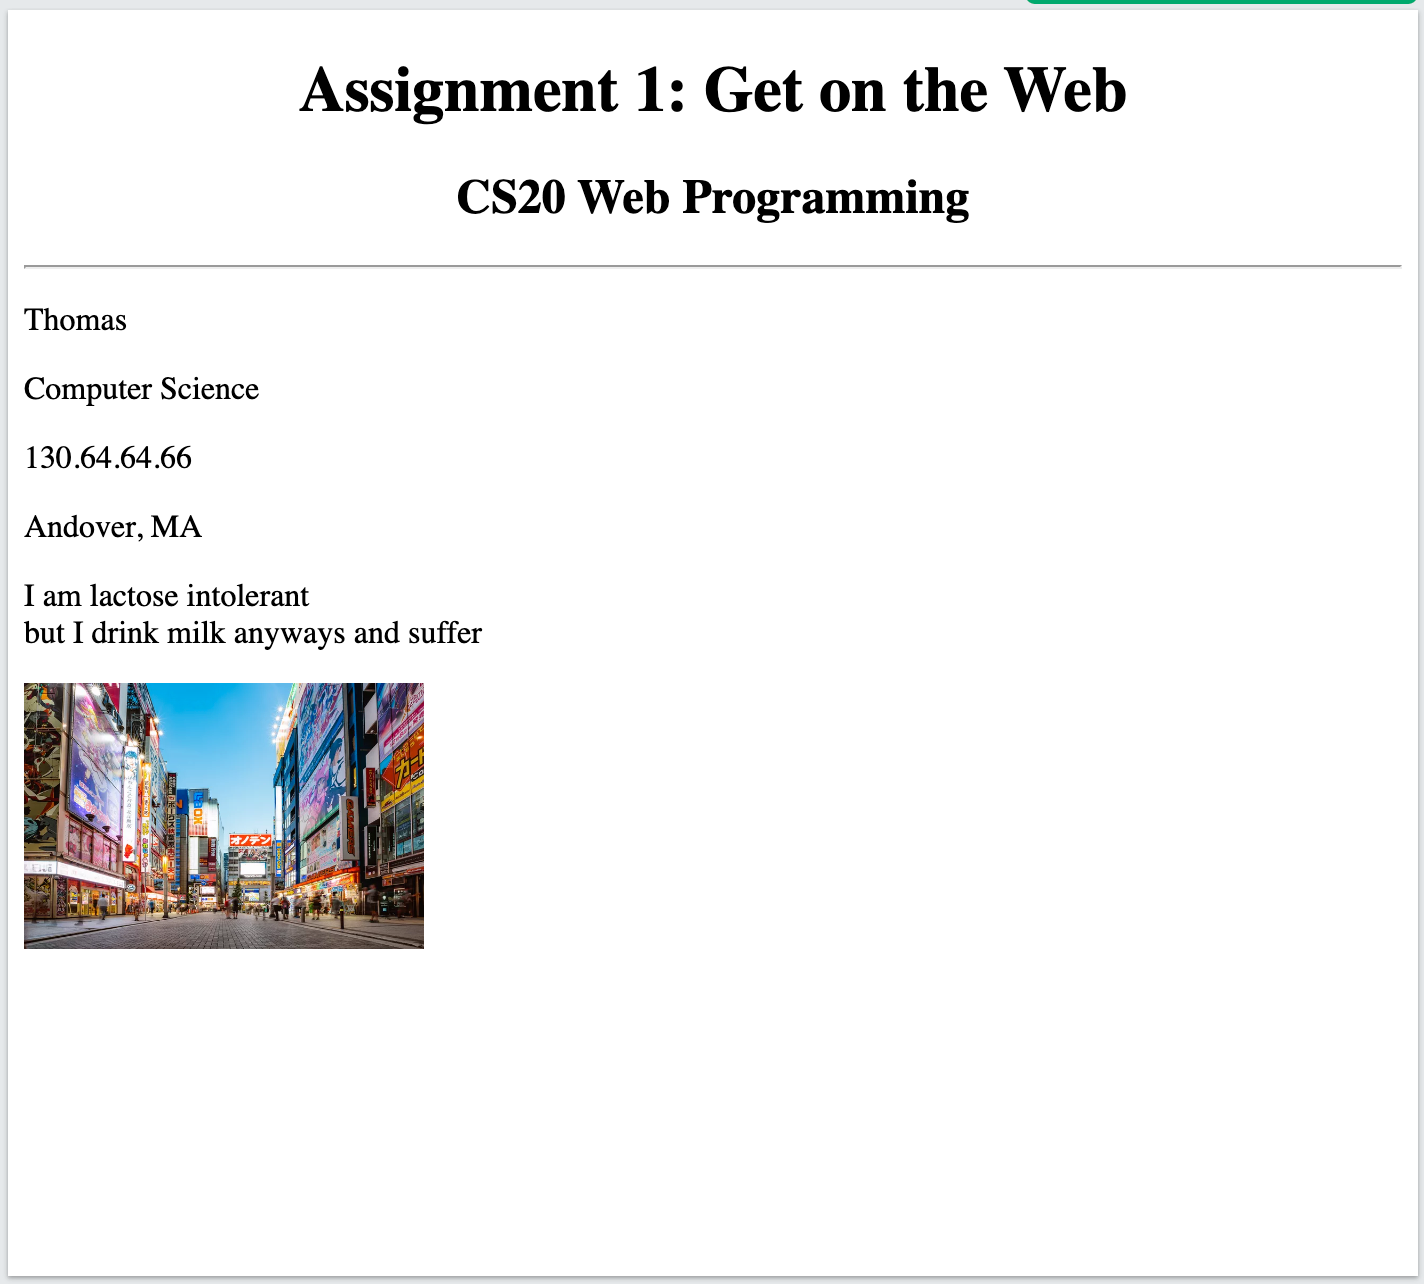 Assignment 1: Get on the Web
CS20 Web Programming
Thomas
Computer Science
130.64.64.66
Andover, MA
I am lactose intolerant
but I drink milk anyways and suffer
オノデン